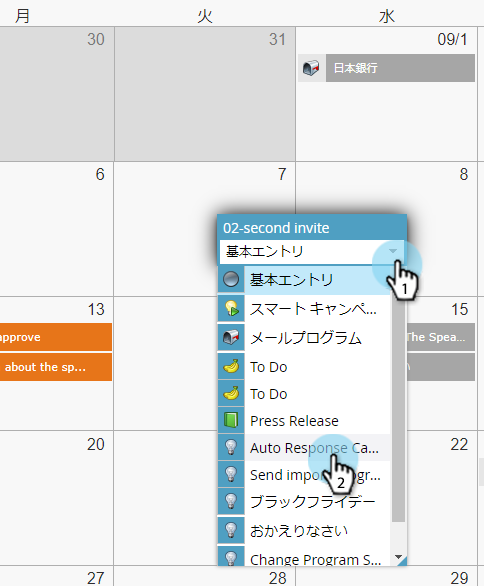 月 火 水
30 31 09/1
日本銀行
6 7 8
02-second invite
基本エントリ
1
基本エントリ
13 スマート キャンペ... 15
approve メールプログラム The Spea...
about the sp... To Do
To Do
Press Release
20 Auto Response Ca... 22
2
Send impo
ブラックフライデー
おかえりなさい
Change Program S...
27 28 29